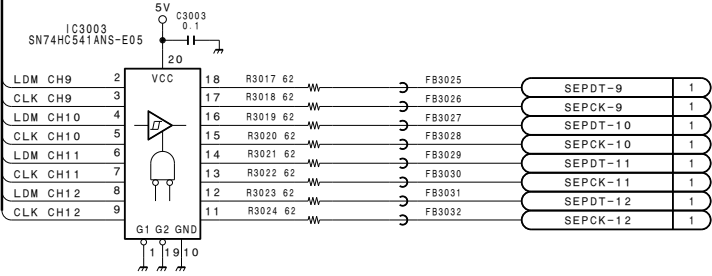 5V
C3003
0.1
IC3003
SN74HC541ANS-E05
20
VCC
LDM CH9 2 18 R3017 62 FB3025 SEPDT-9 1
CLK CH9 3 17 R3018 62 FB3026 SEPCK-9 1
LDM CH10 4 16 R3019 62 FB3027 SEPDT-10 1
CLK CH10 5 15 R3020 62 FB3028 SEPCK-10 1
LDM CH11 6 14 R3021 62 FB3029 SEPDT-11 1
CLK CH11 7 13 R3022 62 FB3030 SEPCK-11 1
LDM CH12 8 12 R3023 62 FB3031 SEPDT-12 1
CLK CH12 9 11 R3024 62 FB3032 SEPCK-12 1
G1 G2 GND
1 19 10